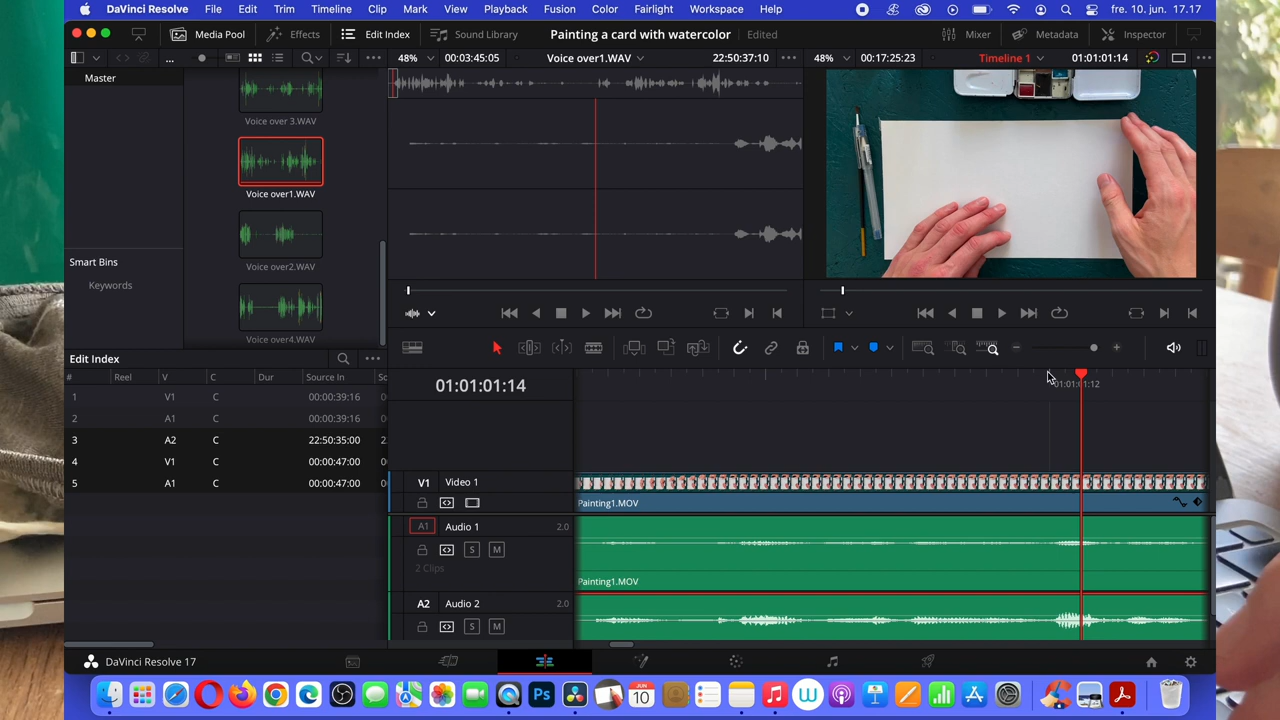 DaVinci Resolve File Edit Trim Timeline Clip Mark View Playback Fusion Color Fairlight Workspace Help fre. 10. jun. 17.17
Media Pool Effects Edit Index Sound Library Painting a card with watercolor Edited Mixer Metadata Inspector
48% 00:03:45:05 Voice over1.WAV 22:50:37:10 48% 00:17:25:23 Timeline 1 01:01:01:14
Master
Voice over 3.WAV
Voice over1.WAV
Voice over2.WAV
Voice over4.WAV
Smart Bins
Keywords
Edit Index
# Reel V C Dur Source In
1 V1 C 00:00:39:16
2 A1 C 00:00:39:16
3 A2 C 22:50:35:00
4 V1 C 00:00:47:00
5 A1 C 00:00:47:00
01:01:01:14
01:01:01:12
V1 Video 1
Painting1.MOV
A1 Audio 1 2.0
S M
2 Clips
Painting1.MOV
A2 Audio 2 2.0
S M
DaVinci Resolve 17
JUN
10
Ps
W